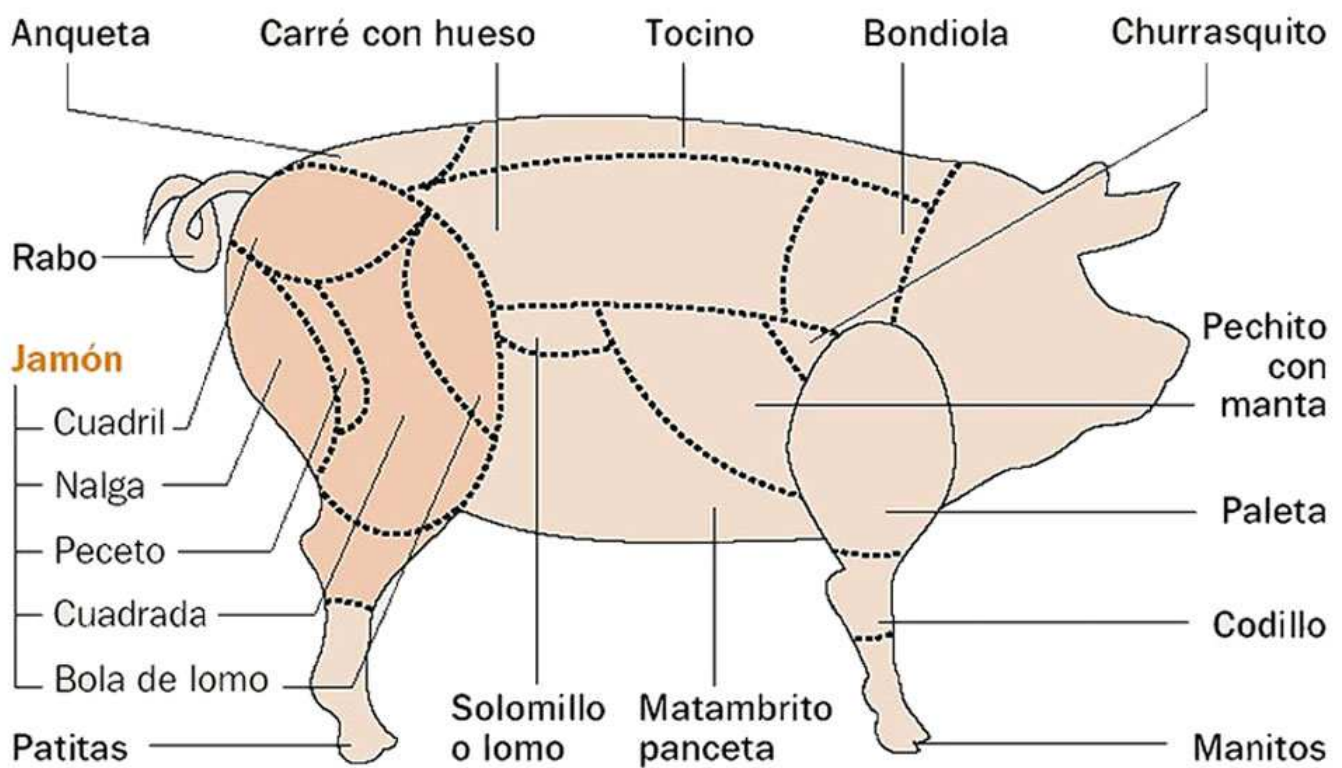 Anqueta
Carré con hueso
Tocino
Bondiola
Churrasquito
Rabo
Jamón
Cuadril
Nalga
Peceto
Cuadrada
Bola de lomo
Patitas
Solomillo
o lomo
Matambrito
panceta
Pechito
con
manta
Paleta
Codillo
Manitos